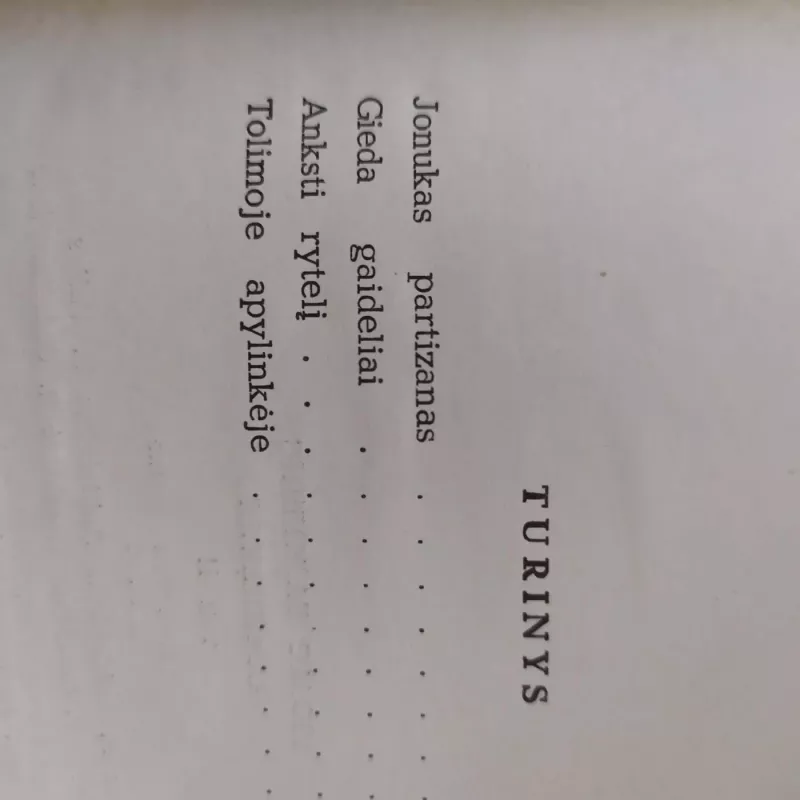 TURINYS
Jonukas partizanas . . . . . . .
Gieda gaideliai . . . . . . . .
Anksti rytelį . . . . . . . . . .
Tolimoje apylinkėje . . . . . . .